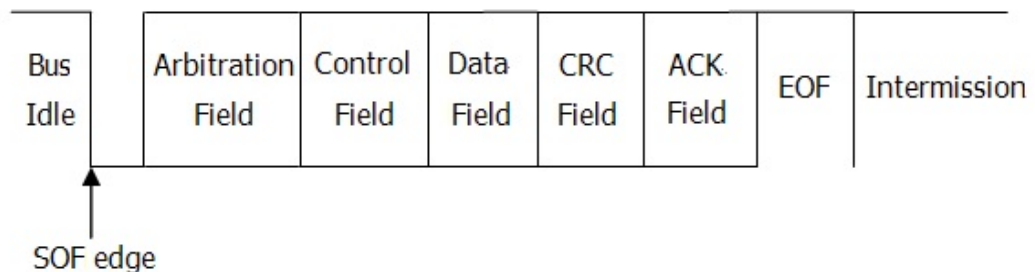 Bus
Idle
Arbitration
Field
Control
Field
Data
Field
CRC
Field
ACK
Field
EOF
Intermission
SOF edge